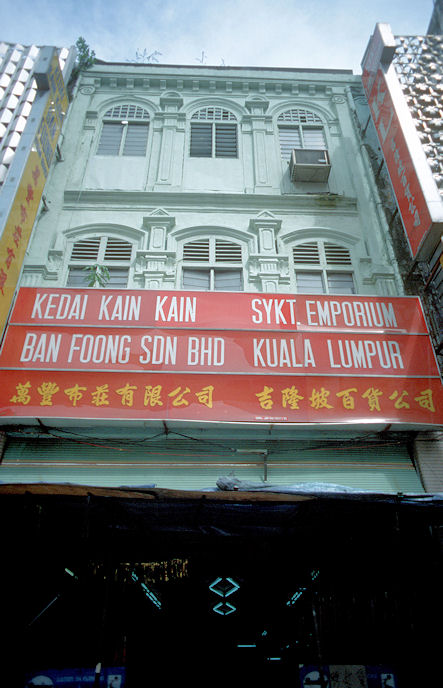 KEDAI KAIN KAIN SYKT. EMPORIUM
BAN FOONG SDN BHD KUALA LUMPUR
萬豐布莊有限公司 吉隆坡百貨公司